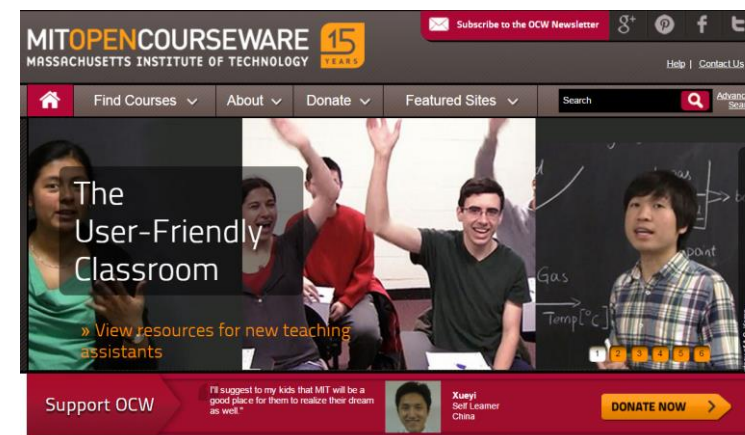 Subscribe to the OCW Newsletter
MITOPENCOURSEWARE 15
MASSACHUSETTS INSTITUTE OF TECHNOLOGY YEARS
Help | Contact Us
Find Courses About Donate Featured Sites Search
The
User-Friendly
Classroom
» View resources for new teaching
assistants
Gas
Temp[°C]
1 2 3 4 5 6
Support OCW
I'll suggest to my kids that MIT will be a
good place for them to realize their dream
as well."
Xueyi
Self Learner
China
DONATE NOW